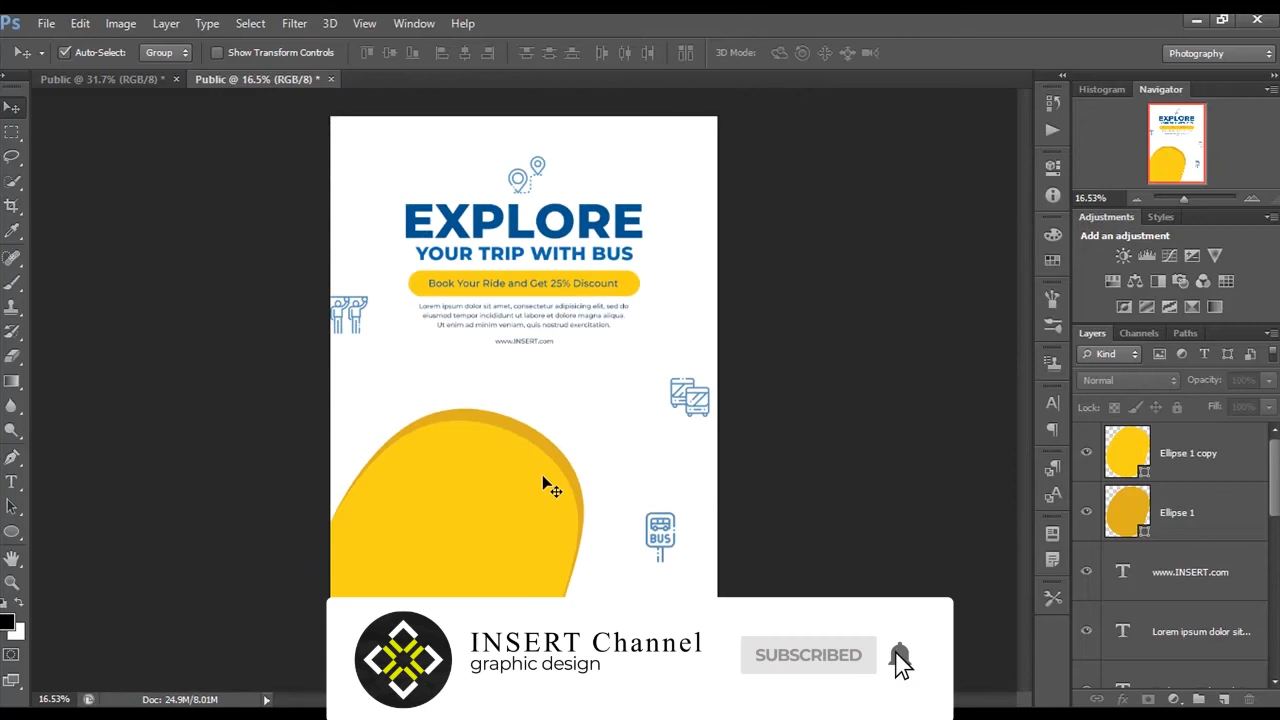 Ps File Edit Image Layer Type Select Filter 3D View Window Help
Auto-Select: Group Show Transform Controls 3D Mode: Photography
Public @ 31.7% (RGB/8) * × Public @ 16.5% (RGB/8) * ×
Histogram Navigator
EXPLORE
16.53%
Adjustments Styles
Add an adjustment
EXPLORE
YOUR TRIP WITH BUS
Book Your Ride and Get 25% Discount
Lorem ipsum dolor sit amet, consectetur adipisicing elit, sed do
eiusmod tempor incididunt ut labore et dolore magna aliqua.
Ut enim ad minim veniam, quis nostrud exercitation.
www.INSERT.com
BUS
Layers Channels Paths
Kind
Normal Opacity: 100%
Lock: Fill: 100%
Ellipse 1 copy
Ellipse 1
www.INSERT.com
Lorem ipsum dolor sit...
INSERT Channel
graphic design
SUBSCRIBED
16.53% Doc: 24.9M/8.01M